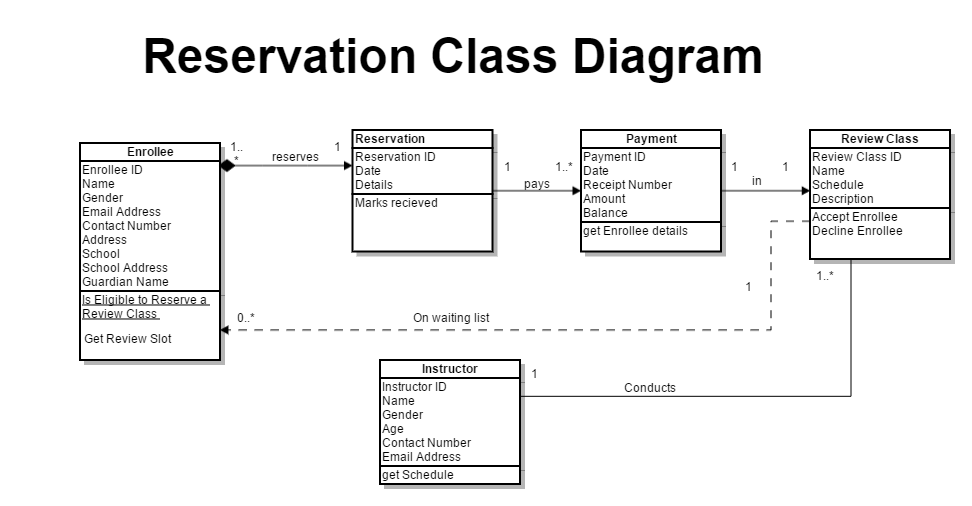 Reservation Class Diagram
Enrollee
Enrollee ID
Name
Gender
Email Address
Contact Number
Address
School
School Address
Guardian Name
Is Eligible to Reserve a
Review Class
Get Review Slot
1..
*
reserves
1
Reservation
Reservation ID
Date
Details
Marks recieved
1
pays
1..*
Payment
Payment ID
Date
Receipt Number
Amount
Balance
get Enrollee details
1
in
1
Review Class
Review Class ID
Name
Schedule
Description
Accept Enrollee
Decline Enrollee
0..*
On waiting list
1
1..*
Instructor
Instructor ID
Name
Gender
Age
Contact Number
Email Address
get Schedule
1
Conducts